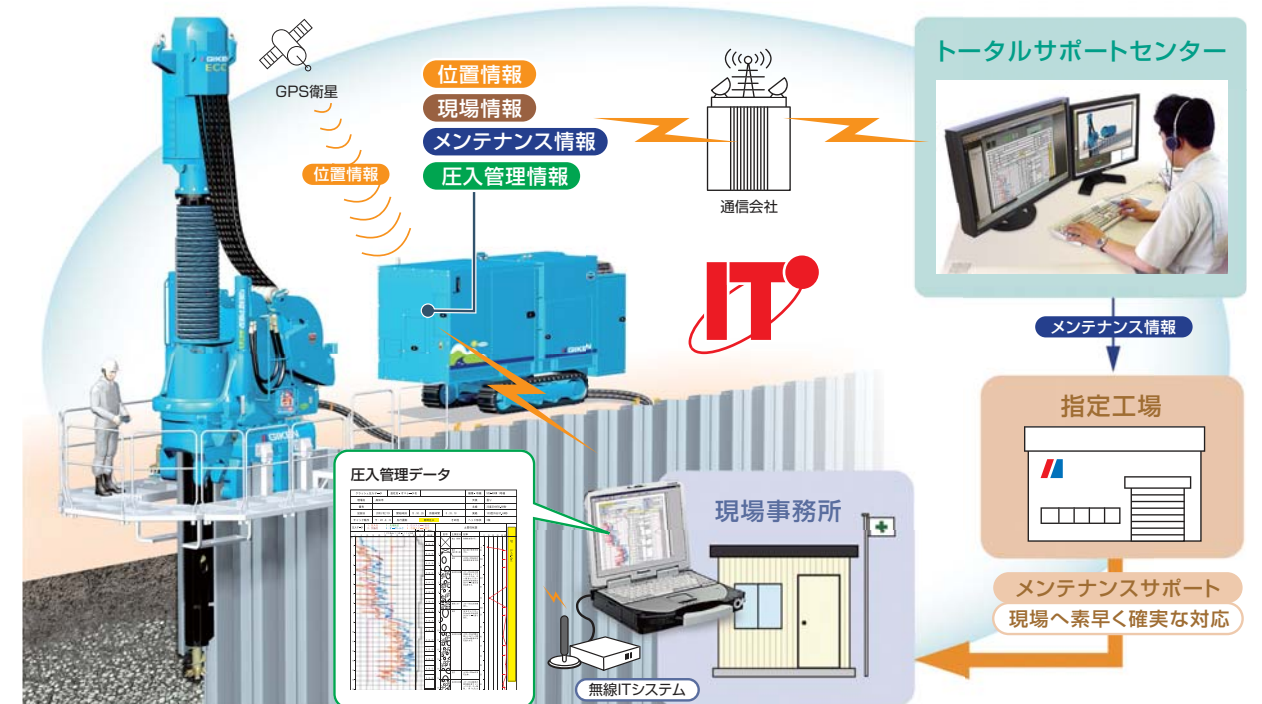 GIKEN
ECO
GPS衛星
位置情報
位置情報
現場情報
メンテナンス情報
圧入管理情報
通信会社
トータルサポートセンター
IT
GIKEN
GIKEN
メンテナンス情報
指定工場
メンテナンスサポート
現場へ素早く確実な対応
圧入管理データ
現場事務所
無線ITシステム